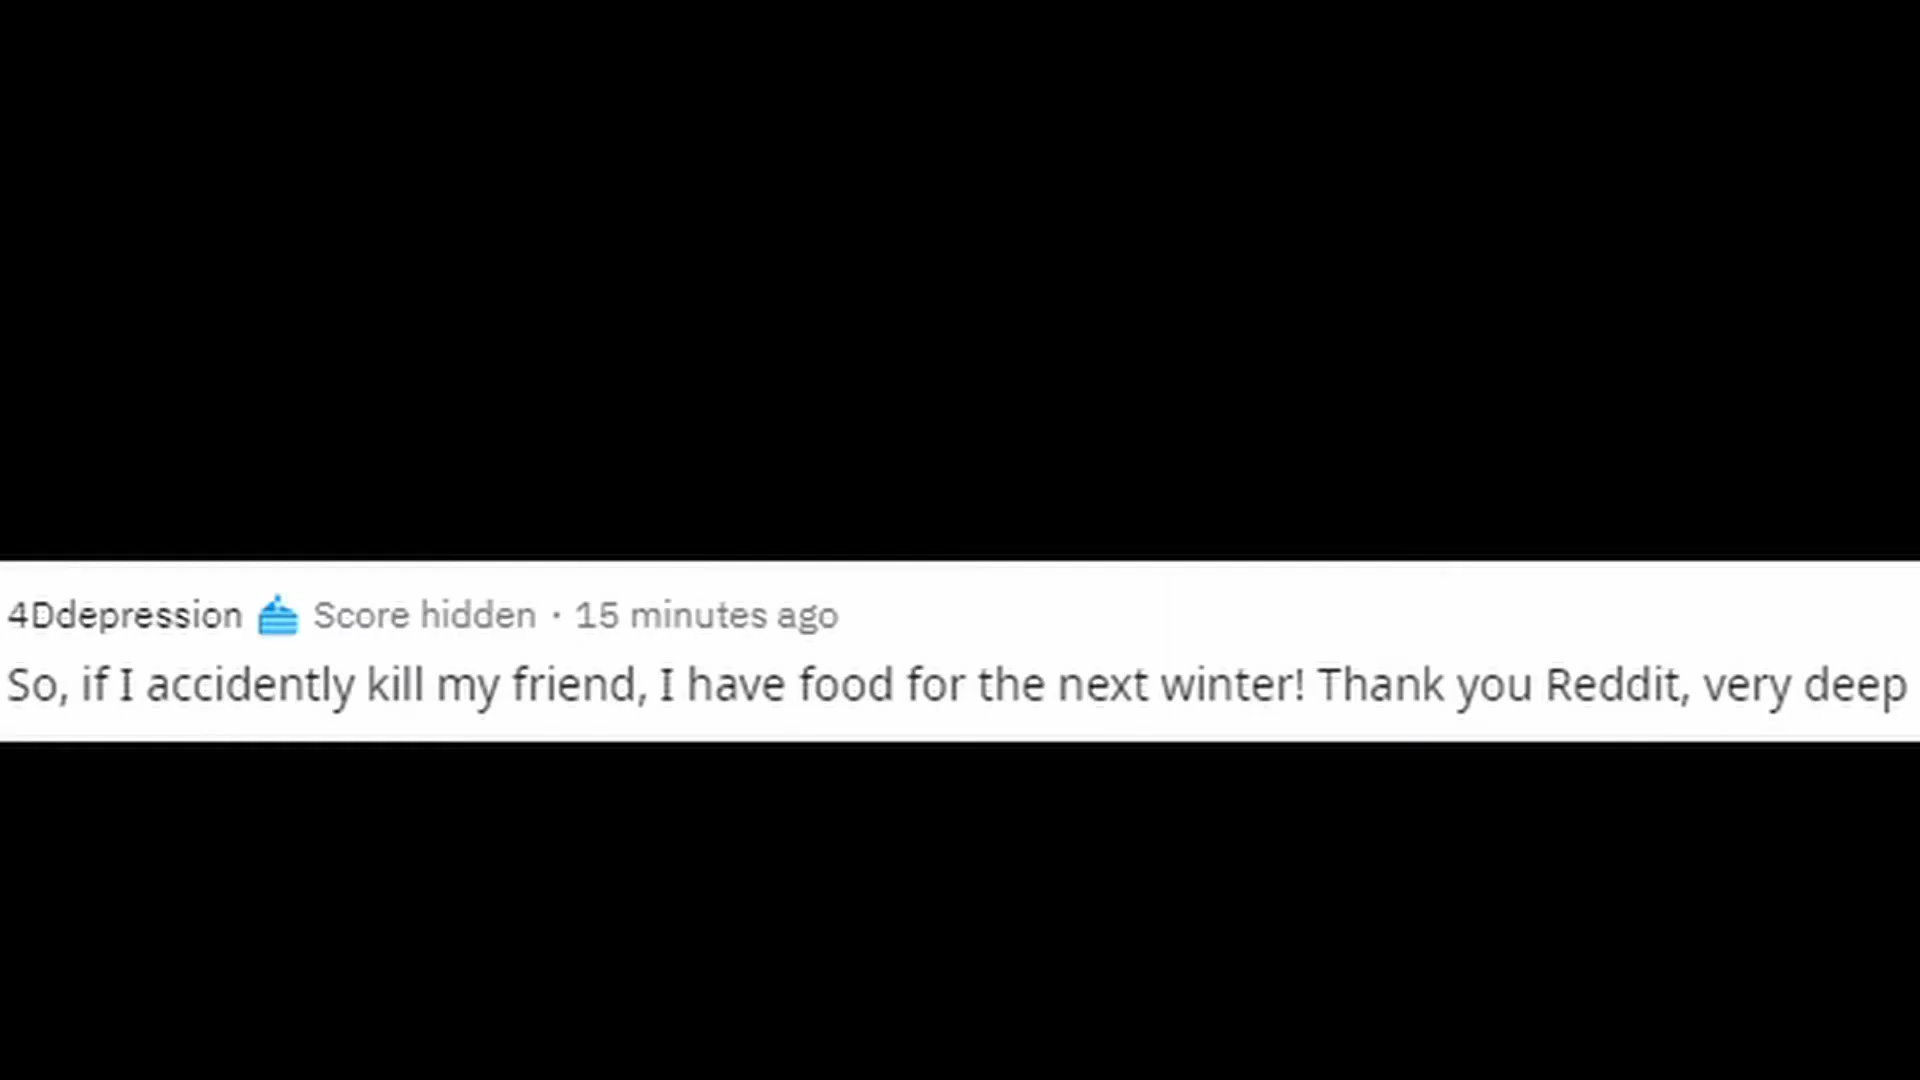 4Ddepression Score hidden · 15 minutes ago
So, if I accidently kill my friend, I have food for the next winter! Thank you Reddit, very deep